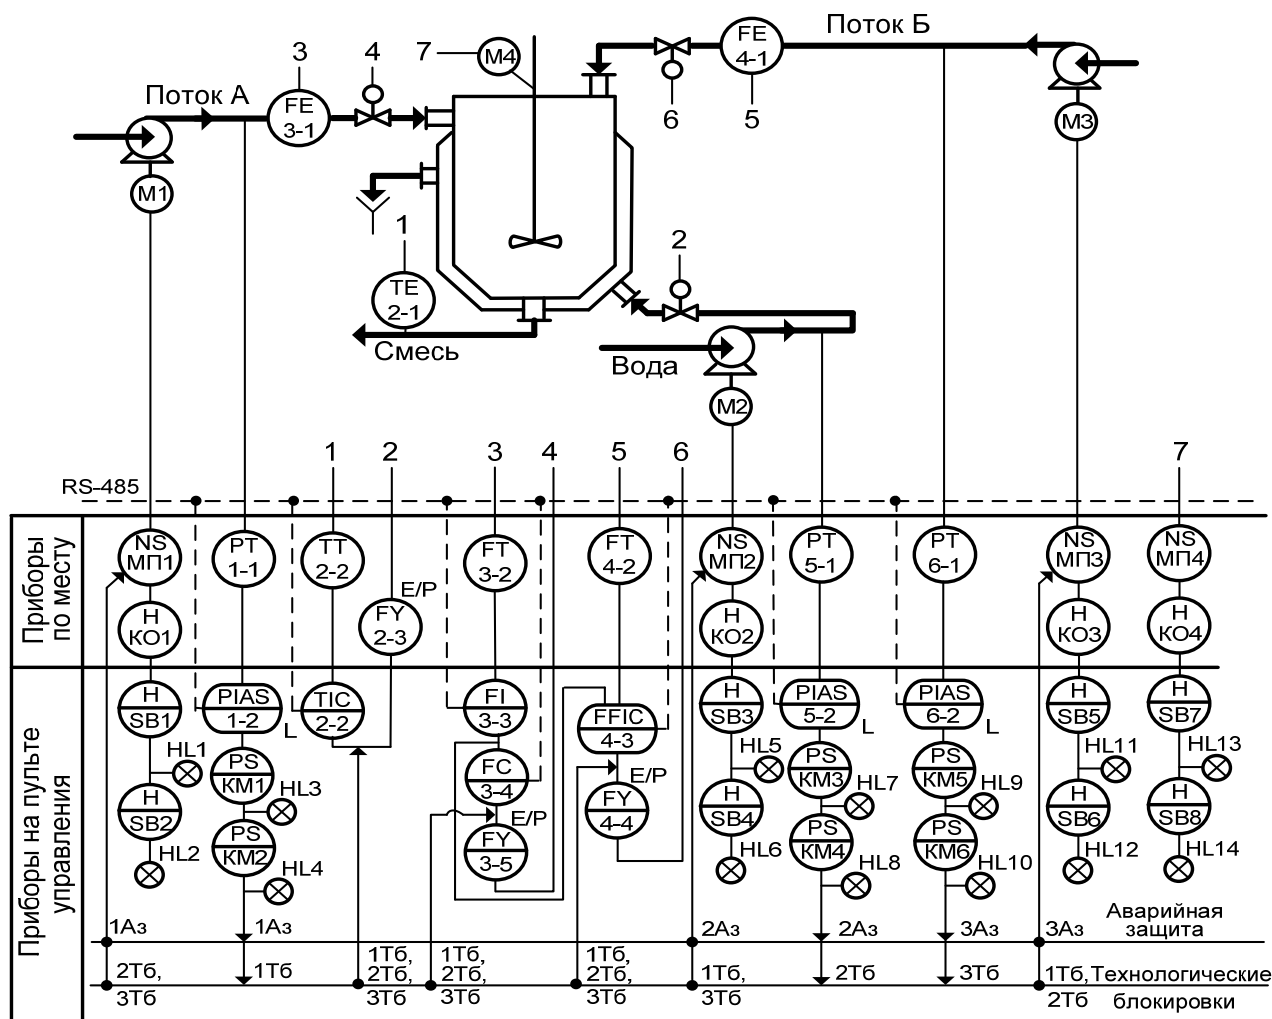 Поток Б
FE
4-1
7
M4
3
4
Поток А
FE
3-1
6
5
M3
M1
1
2
TE
2-1
Смесь
Вода
M2
1
2
3
4
5
6
7
RS-485
Приборы по месту
NS
МП1
PT
1-1
TT
2-2
E/P
FY
2-3
FT
3-2
FT
4-2
NS
МП2
PT
5-1
PT
6-1
NS
МП3
NS
МП4
H
КО1
H
КО2
H
КО3
H
КО4
Приборы на пульте управления
H
SB1
PIAS
1-2
L
TIC
2-2
FI
3-3
FFIC
4-3
H
SB3
PIAS
5-2
L
PIAS
6-2
L
H
SB5
H
SB7
HL1
PS
КМ1
HL3
FC
3-4
E/P
HL5
PS
КМ3
HL7
PS
КМ5
HL9
HL11
HL13
H
SB2
HL2
PS
КМ2
HL4
E/P
FY
3-5
FY
4-4
H
SB4
HL6
PS
КМ4
HL8
PS
КМ6
HL10
H
SB6
HL12
H
SB8
HL14
1Аз
1Аз
2Аз
2Аз
3Аз
3Аз
Аварийная
защита
2Тб,
3Тб
1Тб
1Тб,
2Тб,
3Тб
1Тб,
2Тб,
3Тб
1Тб,
2Тб,
3Тб
1Тб,
3Тб
2Тб
3Тб
1Тб,
2Тб
Технологические
блокировки